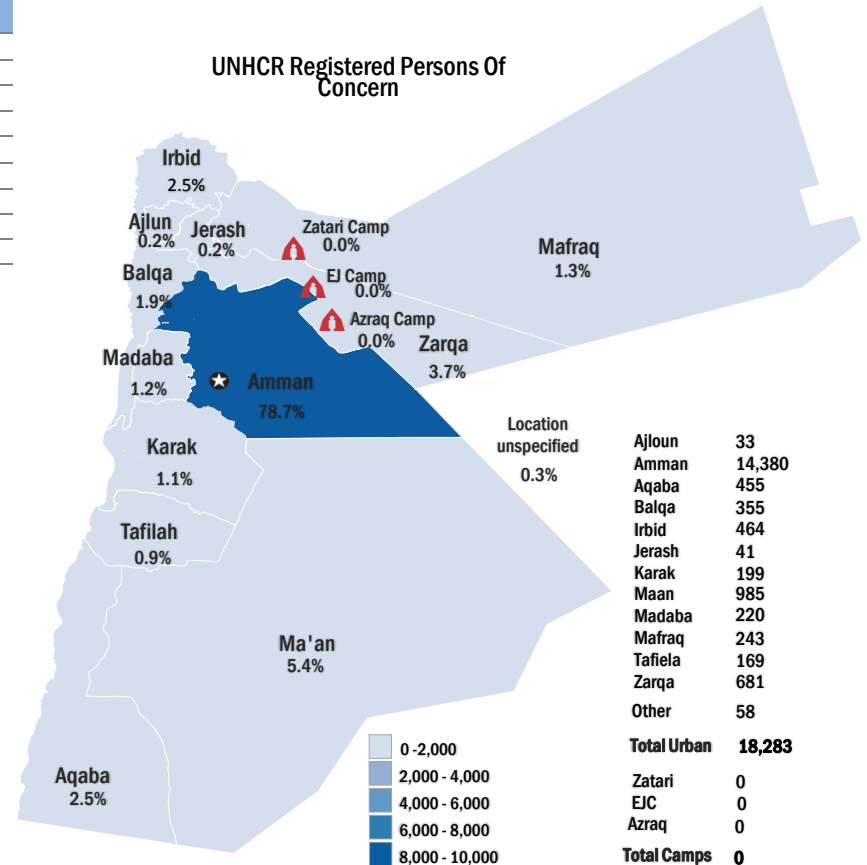 UNHCR Registered Persons Of
Concern
Irbid
2.5%
Ajlun
0.2%
Jerash
0.2%
Zatari Camp
0.0%
Mafraq
1.3%
Balqa
1.9%
EJ Camp
0.0%
Azraq Camp
0.0%
Zarqa
3.7%
Madaba
1.2%
Amman
78.7%
Karak
1.1%
Location
unspecified
0.3%
Tafilah
0.9%
Ma'an
5.4%
Aqaba
2.5%
Ajloun 33
Amman 14,380
Aqaba 455
Balqa 355
Irbid 464
Jerash 41
Karak 199
Maan 985
Madaba 220
Mafraq 243
Tafiela 169
Zarqa 681
Other 58
Total Urban 18,283
Zatari 0
EJC 0
Azraq 0
Total Camps 0
0 -2,000
2,000 - 4,000
4,000 - 6,000
6,000 - 8,000
8,000 - 10,000